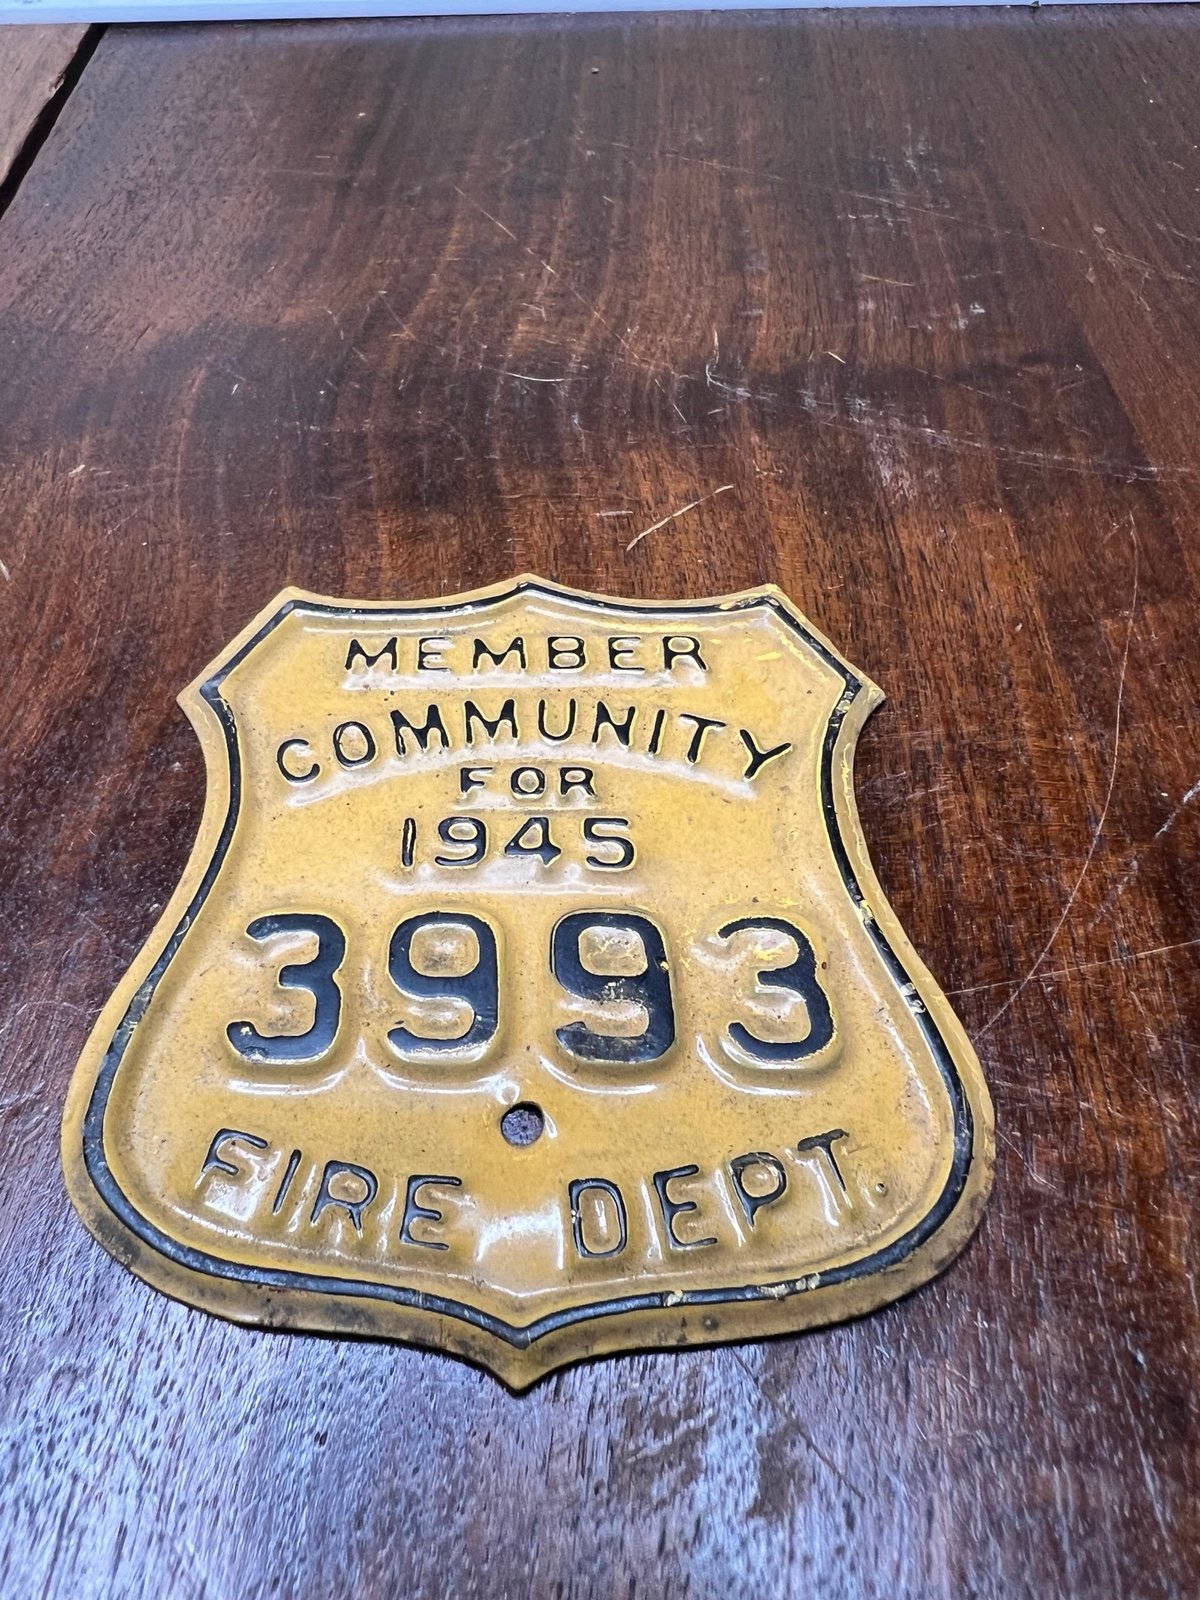 MEMBER
COMMUNITY
FOR
1945
3993
FIRE DEPT.